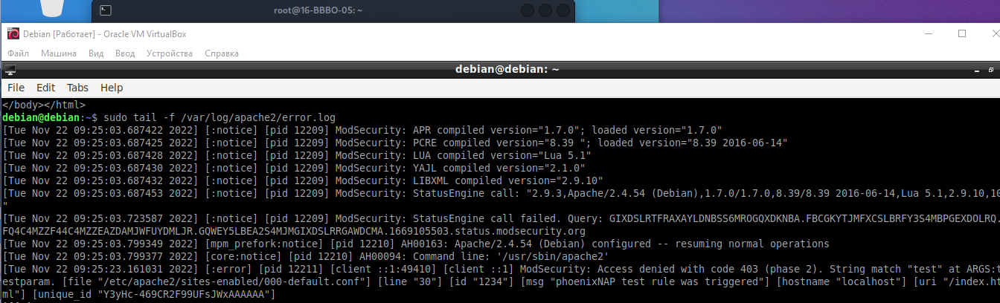 root@16-BBBO-05: ~
Debian [Работает] - Oracle VM VirtualBox
Файл Машина Вид Ввод Устройства Справка
debian@debian: ~
File Edit Tabs Help
</body></html>
debian@debian:~$ sudo tail -f /var/log/apache2/error.log
[Tue Nov 22 09:25:03.687422 2022] [:notice] [pid 12209] ModSecurity: APR compiled version="1.7.0"; loaded version="1.7.0"
[Tue Nov 22 09:25:03.687425 2022] [:notice] [pid 12209] ModSecurity: PCRE compiled version="8.39 "; loaded version="8.39 2016-06-14"
[Tue Nov 22 09:25:03.687428 2022] [:notice] [pid 12209] ModSecurity: LUA compiled version="Lua 5.1"
[Tue Nov 22 09:25:03.687430 2022] [:notice] [pid 12209] ModSecurity: YAJL compiled version="2.1.0"
[Tue Nov 22 09:25:03.687432 2022] [:notice] [pid 12209] ModSecurity: LIBXML compiled version="2.9.10"
[Tue Nov 22 09:25:03.687453 2022] [:notice] [pid 12209] ModSecurity: StatusEngine call: "2.9.3,Apache/2.4.54 (Debian),1.7.0/1.7.0,8.39/8.39 2016-06-14,Lua 5.1,2.9.10,10
"
[Tue Nov 22 09:25:03.723587 2022] [:notice] [pid 12209] ModSecurity: StatusEngine call failed. Query: GIXDSLRTFRAXAYLDNBSS6MROGQXDKNBA.FBCGKYTJMFXCSLBRFY3S4MBPGEXDOLRQ.
FQ4C4MZZF44C4MZZEAZDAMJWFUYDMLJR.GQWEY5LBEA2S4MJMGIXDSLRRGAWDCMA.1669105503.status.modsecurity.org
[Tue Nov 22 09:25:03.799349 2022] [mpm_prefork:notice] [pid 12210] AH00163: Apache/2.4.54 (Debian) configured -- resuming normal operations
[Tue Nov 22 09:25:03.799377 2022] [core:notice] [pid 12210] AH00094: Command line: '/usr/sbin/apache2'
[Tue Nov 22 09:25:23.161031 2022] [:error] [pid 12211] [client ::1:49410] [client ::1] ModSecurity: Access denied with code 403 (phase 2). String match "test" at ARGS:t
estparam. [file "/etc/apache2/sites-enabled/000-default.conf"] [line "30"] [id "1234"] [msg "phoenixNAP test rule was triggered"] [hostname "localhost"] [uri "/index.ht
ml"] [unique_id "Y3yHc-469CR2F99UFsJWxAAAAAA"]